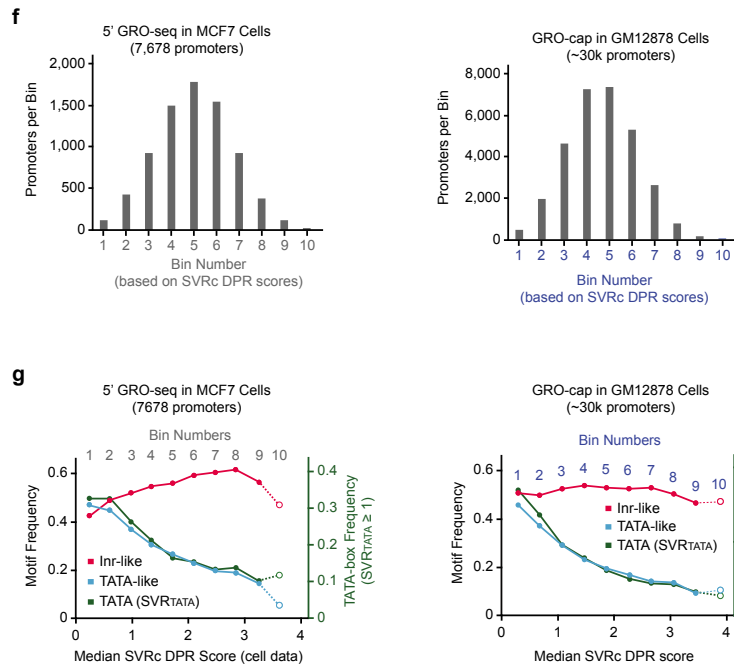 f
5' GRO-seq in MCF7 Cells
(7,678 promoters)
Promoters per Bin
2,000
1,500
1,000
500
0
1 2 3 4 5 6 7 8 9 10
Bin Number
(based on SVRc DPR scores)
GRO-cap in GM12878 Cells
(~30k promoters)
Promoters per Bin
8,000
6,000
4,000
2,000
0
1 2 3 4 5 6 7 8 9 10
Bin Number
(based on SVRc DPR scores)
g
5' GRO-seq in MCF7 Cells
(7678 promoters)
Bin Numbers
1 2 3 4 5 6 7 8 9 10
Motif Frequency
0.6
0.4
0.2
0
Inr-like
TATA-like
TATA (SVRTATA)
0.4
0.3
0.2
0.1
0
TATA-box Frequency
(SVRTATA ≥ 1)
0 1 2 3 4
Median SVRc DPR Score (cell data)
GRO-cap in GM12878 Cells
(~30k promoters)
Bin Numbers
1 2 3 4 5 6 7 8 9 10
Motif Frequency
0.6
0.4
0.2
0
Inr-like
TATA-like
TATA (SVRTATA)
0 1 2 3 4
Median SVRc DPR score